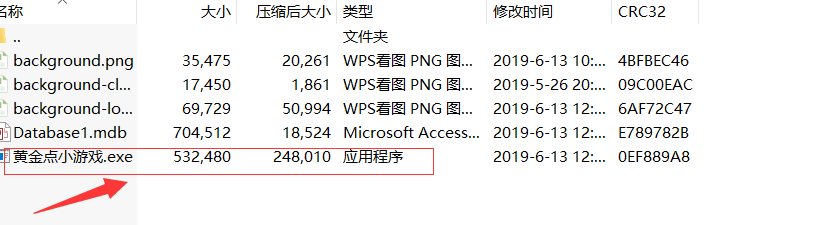 名称 大小 压缩后大小 类型 修改时间 CRC32
.. 文件夹
background.png 35,475 20,261 WPS看图 PNG 图... 2019-6-13 10:... 4BFBEC46
background-cl... 17,450 1,861 WPS看图 PNG 图... 2019-5-26 20:... 09C00EAC
background-lo... 69,729 50,994 WPS看图 PNG 图... 2019-6-13 12:... 6AF72C47
Database1.mdb 704,512 18,524 Microsoft Acces... 2019-6-13 12:... E789782B
黄金点小游戏.exe 532,480 248,010 应用程序 2019-6-13 12:... 0EF889A8